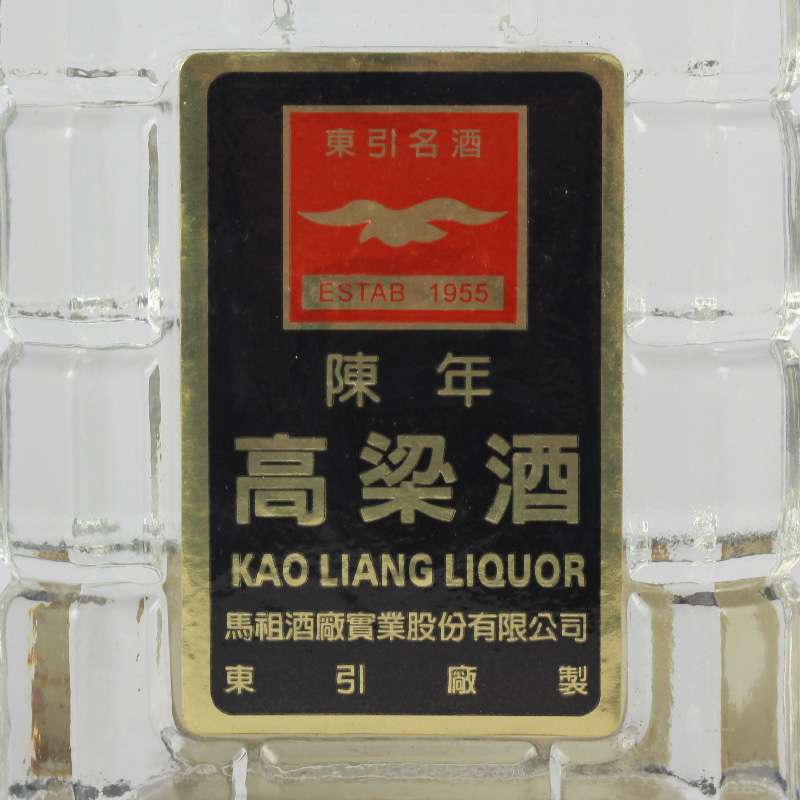 東引名酒
ESTAB 1955
陳年
高粱酒
KAO LIANG LIQUOR
馬祖酒廠實業股份有限公司
東引廠製